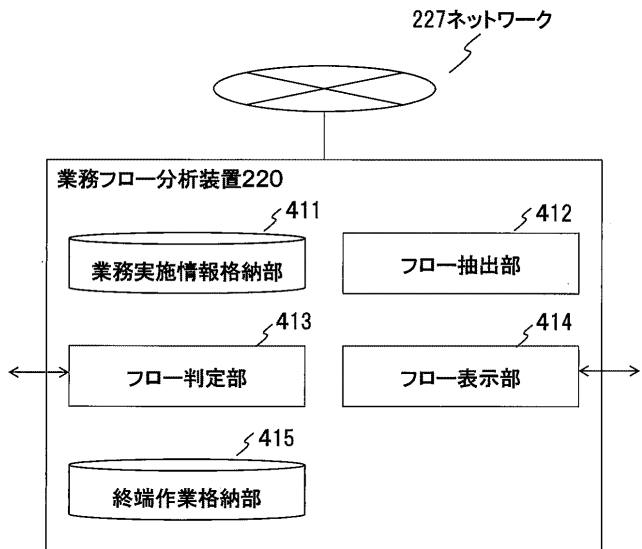 227ネットワーク
業務フロー分析装置220
411
業務実施情報格納部
412
フロー抽出部
413
フロー判定部
414
フロー表示部
415
終端作業格納部